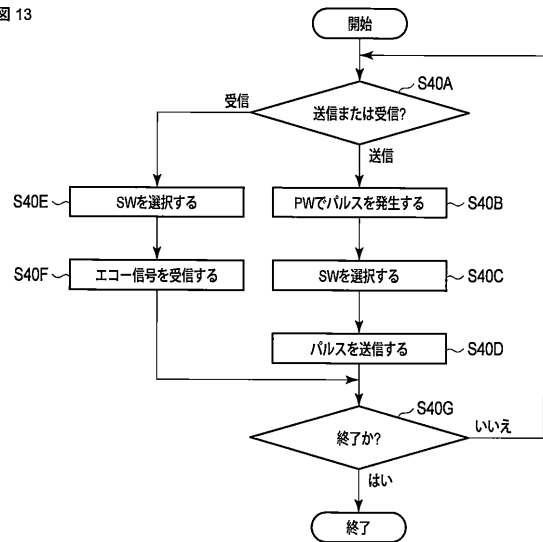 図 13
開始
S40A
送信または受信?
受信
送信
S40E
SWを選択する
PWでパルスを発生する
S40B
S40F
エコー信号を受信する
SWを選択する
S40C
パルスを送信する
S40D
S40G
終了か?
いいえ
はい
終了